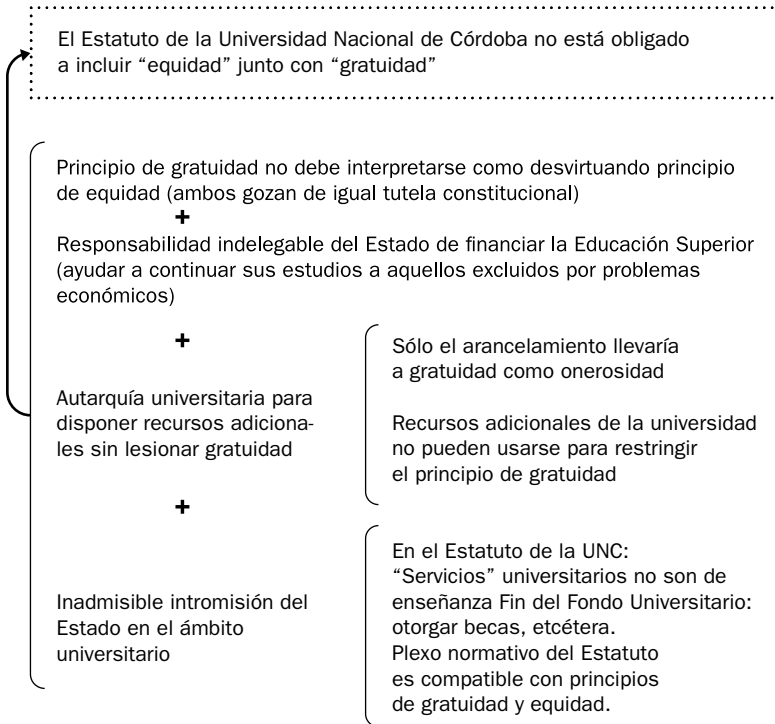 El Estatuto de la Universidad Nacional de Córdoba no está obligado
a incluir “equidad” junto con “gratuidad”
Principio de gratuidad no debe interpretarse como desvirtuando principio
de equidad (ambos gozan de igual tutela constitucional)
+
Responsabilidad indelegable del Estado de financiar la Educación Superior
(ayudar a continuar sus estudios a aquellos excluidos por problemas
económicos)
+
Autarquía universitaria para
disponer recursos adiciona-
les sin lesionar gratuidad
Sólo el arancelamiento llevaría
a gratuidad como onerosidad
Recursos adicionales de la universidad
no pueden usarse para restringir
el principio de gratuidad
+
Inadmisible intromisión del
Estado en el ámbito
universitario
En el Estatuto de la UNC:
“Servicios” universitarios no son de
enseñanza Fin del Fondo Universitario:
otorgar becas, etcétera.
Plexo normativo del Estatuto
es compatible con principios
de gratuidad y equidad.